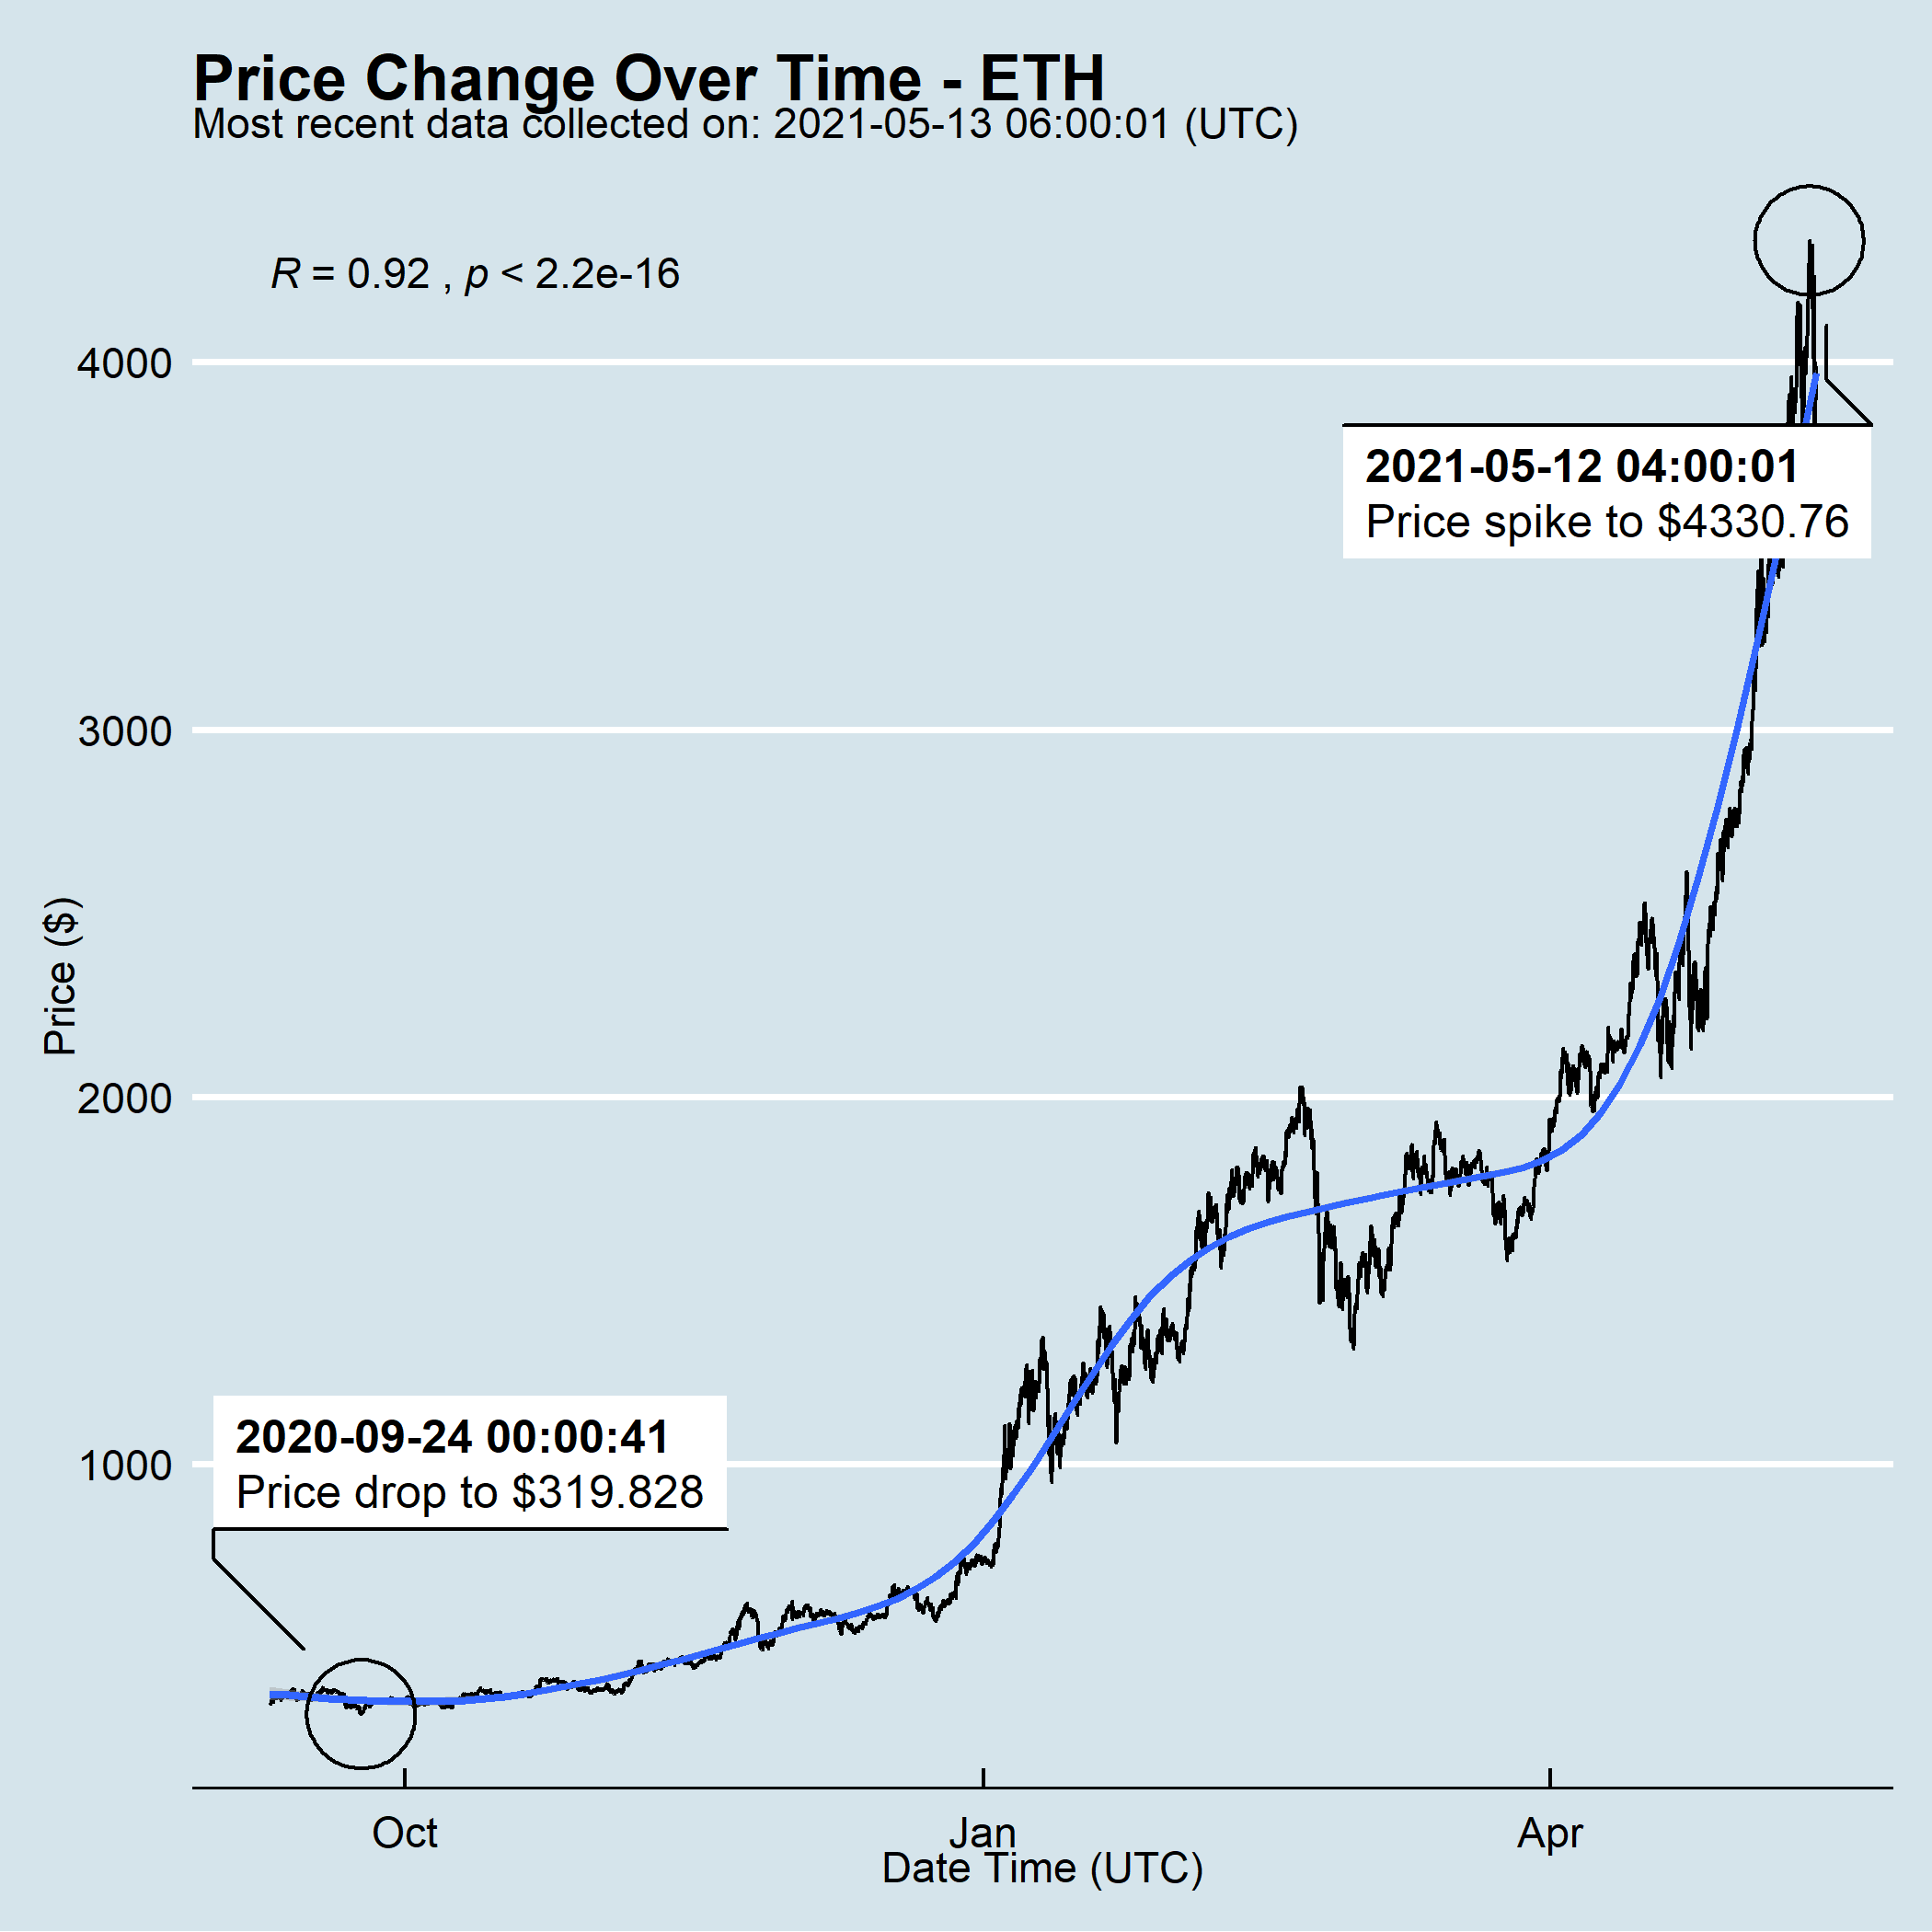 Price Change Over Time - ETH
Most recent data collected on: 2021-05-13 06:00:01 (UTC)
R = 0.92 , p < 2.2e-16
4000
2021-05-12 04:00:01
Price spike to $4330.76
3000
Price ($)
2000
2020-09-24 00:00:41
1000
Price drop to $319.828
Oct
Jan
Apr
Date Time (UTC)